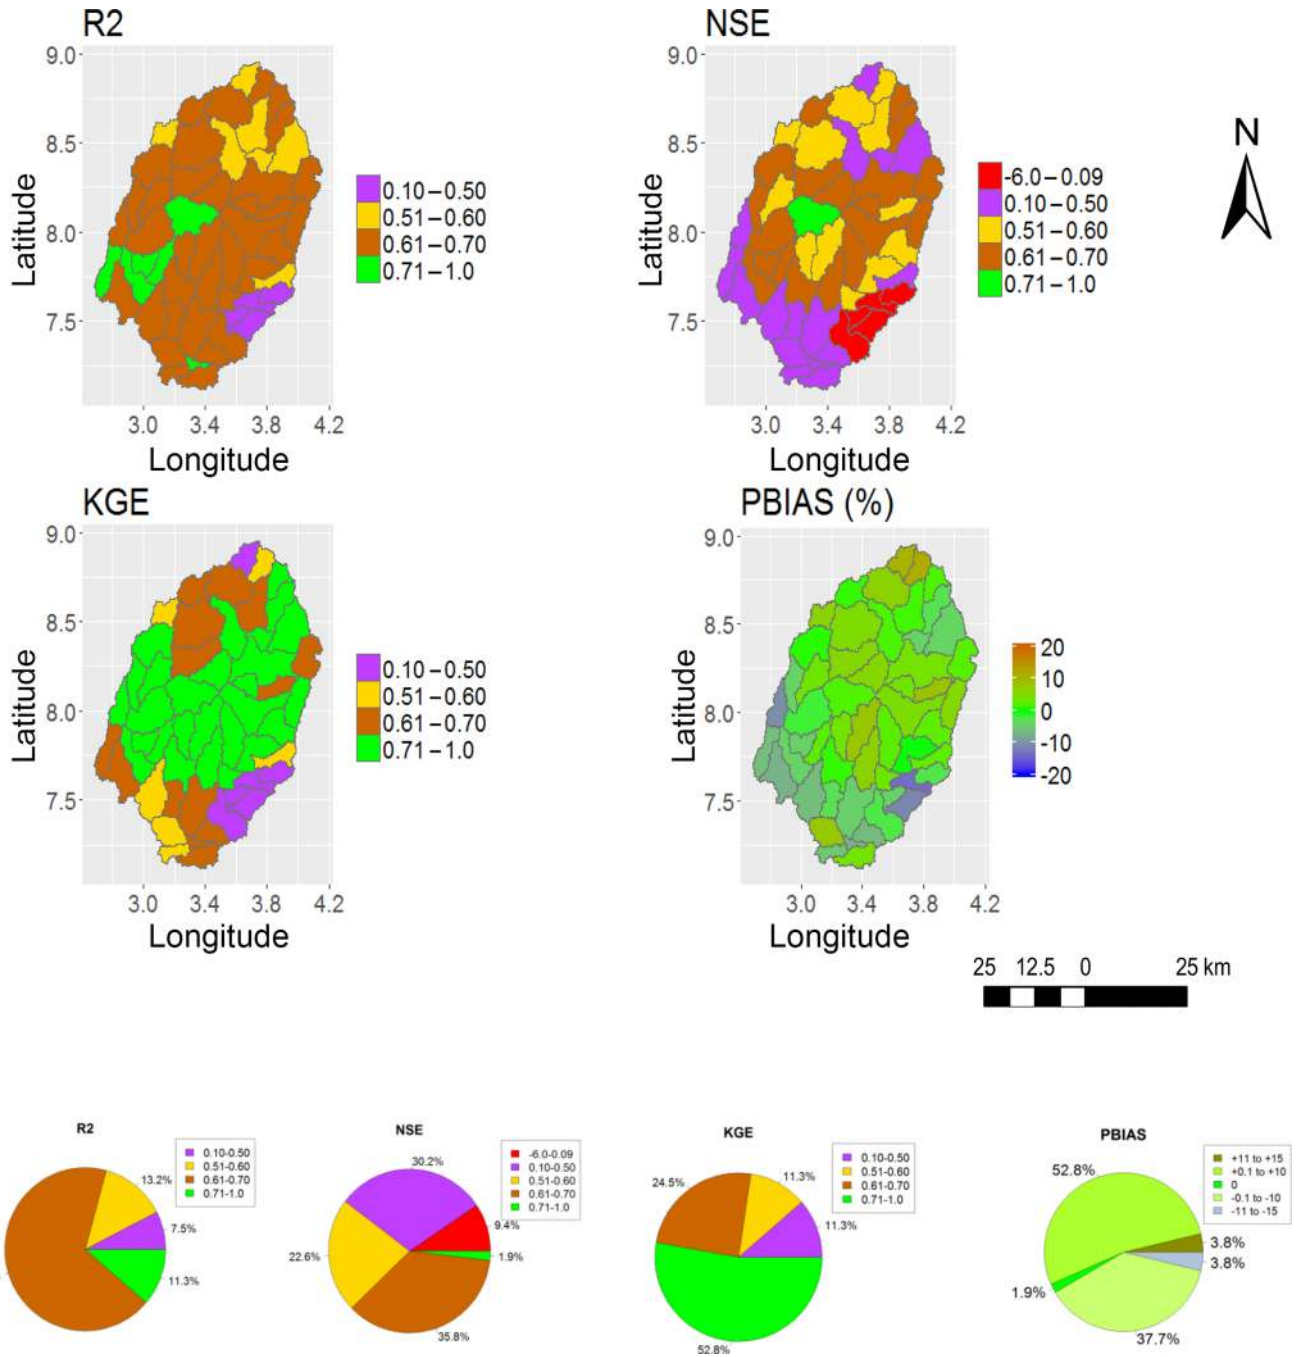 R2
9.0
8.5
8.0
7.5
Latitude
3.0 3.4 3.8 4.2
Longitude
0.10 – 0.50
0.51 – 0.60
0.61 – 0.70
0.71 – 1.0
NSE
9.0
8.5
8.0
7.5
Latitude
3.0 3.4 3.8 4.2
Longitude
-6.0 – 0.09
0.10 – 0.50
0.51 – 0.60
0.61 – 0.70
0.71 – 1.0
N
KGE
9.0
8.5
8.0
7.5
Latitude
3.0 3.4 3.8 4.2
Longitude
0.10 – 0.50
0.51 – 0.60
0.61 – 0.70
0.71 – 1.0
PBIAS (%)
9.0
8.5
8.0
7.5
Latitude
3.0 3.4 3.8 4.2
Longitude
20
10
0
-10
-20
25 12.5 0 25 km
R2
0.10-0.50
0.51-0.60
0.61-0.70
0.71-1.0
13.2%
7.5%
11.3%
NSE
-6.0-0.09
0.10-0.50
0.51-0.60
0.61-0.70
0.71-1.0
30.2%
9.4%
1.9%
22.6%
35.8%
KGE
0.10-0.50
0.51-0.60
0.61-0.70
0.71-1.0
24.5%
11.3%
11.3%
52.8%
PBIAS
+11 to +15
+0.1 to +10
0
-0.1 to -10
-11 to -15
52.8%
3.8%
3.8%
1.9%
37.7%